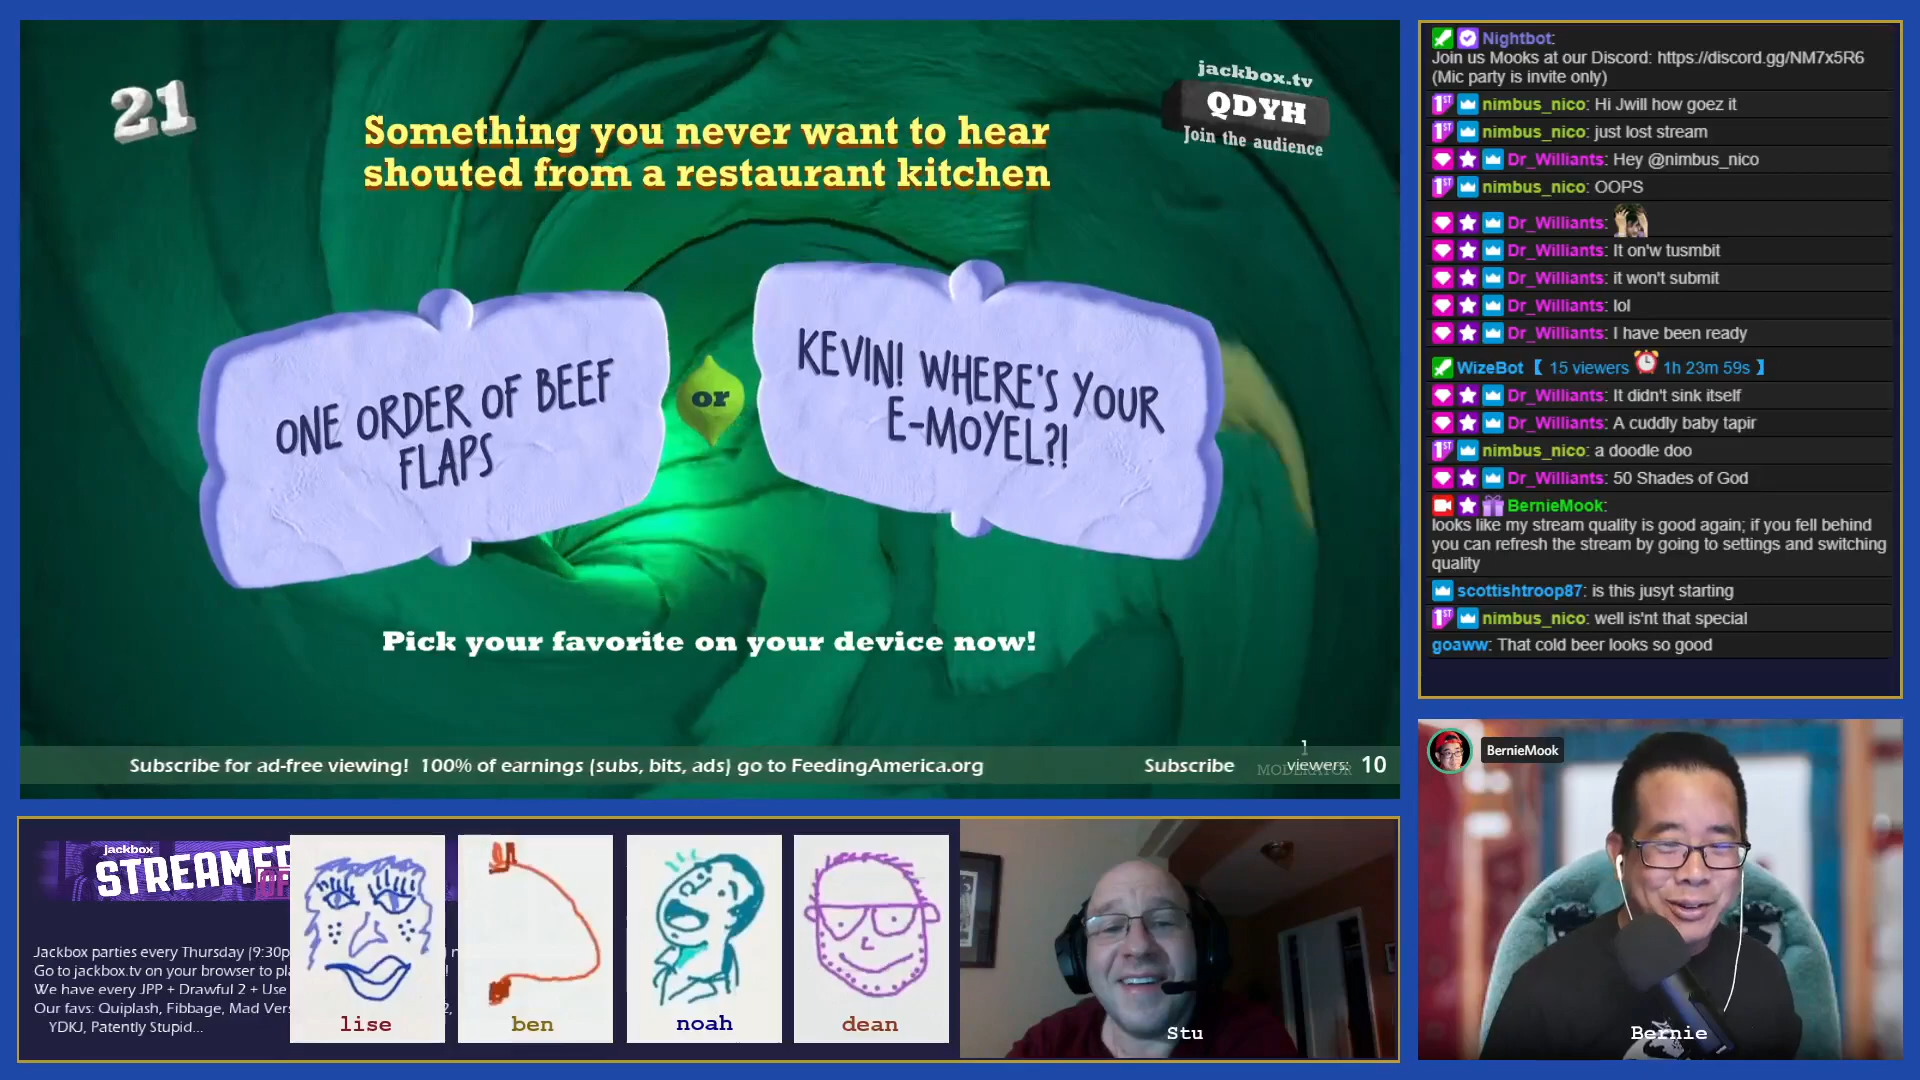 21
Something you never want to hear
shouted from a restaurant kitchen
jackbox.tv
QDYH
Join the audience
ONE ORDER OF BEEF
FLAPS
or
KEVIN! WHERE'S YOUR
E-MOYEL?!
Pick your favorite on your device now!
Subscribe for ad-free viewing! 100% of earnings (subs, bits, ads) go to FeedingAmerica.org
Subscribe
1
MODERATOR
viewers: 10
Nightbot:
Join us Mooks at our Discord: https://discord.gg/NM7x5R6
(Mic party is invite only)
1ST nimbus_nico: Hi Jwill how goez it
1ST nimbus_nico: just lost stream
Dr_Williants: Hey @nimbus_nico
1ST nimbus_nico: OOPS
Dr_Williants:
Dr_Williants: It on'w tusmbit
Dr_Williants: it won't submit
Dr_Williants: lol
Dr_Williants: I have been ready
WizeBot 【 15 viewers 1h 23m 59s 】
Dr_Williants: It didn't sink itself
Dr_Williants: A cuddly baby tapir
1ST nimbus_nico: a doodle doo
Dr_Williants: 50 Shades of God
BernieMook:
looks like my stream quality is good again; if you fell behind
you can refresh the stream by going to settings and switching
quality
scottishtroop87: is this jusyt starting
1ST nimbus_nico: well is'nt that special
goaww: That cold beer looks so good
BernieMook
Bernie
jackbox
STREAMER
OF
Jackbox parties every Thursday (9:30p
Go to jackbox.tv on your browser to pla
We have every JPP + Drawful 2 + Use
Our favs: Quiplash, Fibbage, Mad Vers
YDKJ, Patently Stupid...
lise
ben
noah
dean
Stu